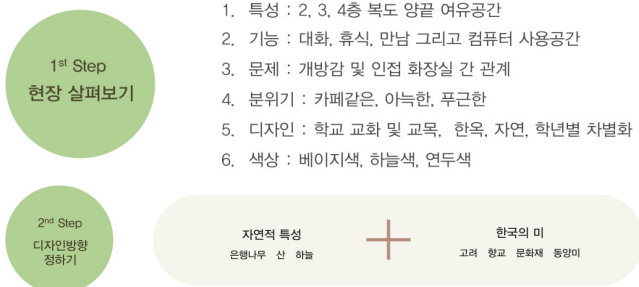 1st Step
현장 살펴보기
1. 특성 : 2, 3, 4층 복도 양끝 여유공간
2. 기능 : 대화, 휴식, 만남 그리고 컴퓨터 사용공간
3. 문제 : 개방감 및 인접 화장실 간 관계
4. 분위기 : 카페같은, 아늑한, 푸근한
5. 디자인 : 학교 교화 및 교목, 한옥, 자연, 학년별 차별화
6. 색상 : 베이지색, 하늘색, 연두색
2nd Step
디자인방향
정하기
자연적 특성
은행나무 산 하늘
한국의 미
고려 향교 문화재 동양미